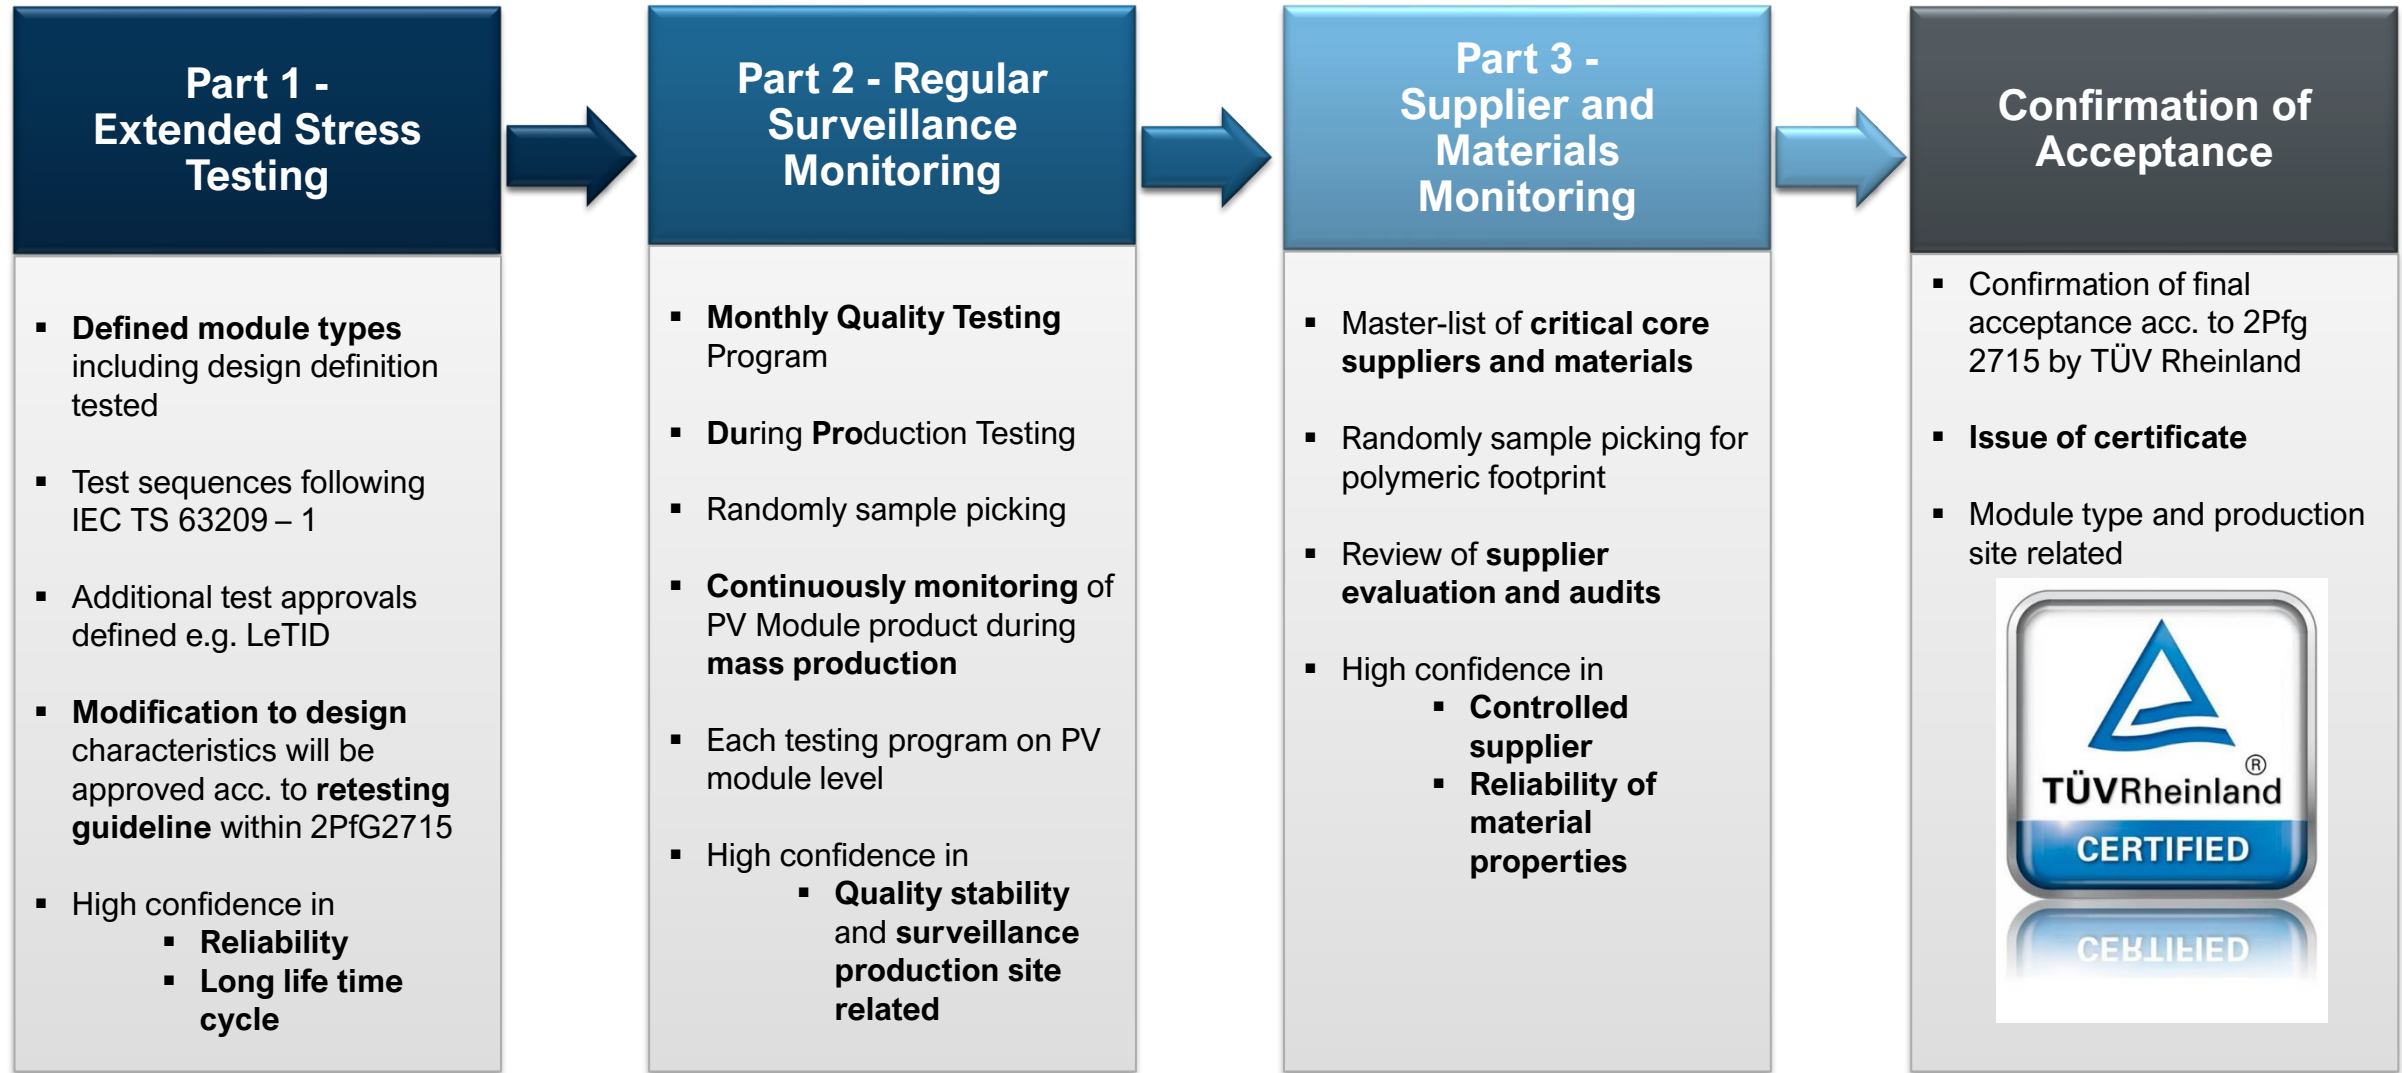 Part 1 -
Extended Stress
Testing
▪ Defined module types
including design definition
tested
▪ Test sequences following
IEC TS 63209 – 1
▪ Additional test approvals
defined e.g. LeTID
▪ Modification to design
characteristics will be
approved acc. to retesting
guideline within 2PfG2715
▪ High confidence in
▪ Reliability
▪ Long life time
cycle
Part 2 - Regular
Surveillance
Monitoring
▪ Monthly Quality Testing
Program
▪ During Production Testing
▪ Randomly sample picking
▪ Continuously monitoring of
PV Module product during
mass production
▪ Each testing program on PV
module level
▪ High confidence in
▪ Quality stability
and surveillance
production site
related
Part 3 -
Supplier and
Materials
Monitoring
▪ Master-list of critical core
suppliers and materials
▪ Randomly sample picking for
polymeric footprint
▪ Review of supplier
evaluation and audits
▪ High confidence in
▪ Controlled
supplier
▪ Reliability of
material
properties
Confirmation of
Acceptance
▪ Confirmation of final
acceptance acc. to 2Pfg
2715 by TÜV Rheinland
▪ Issue of certificate
▪ Module type and production
site related
®
TÜVRheinland
CERTIFIED
CERTIFIED